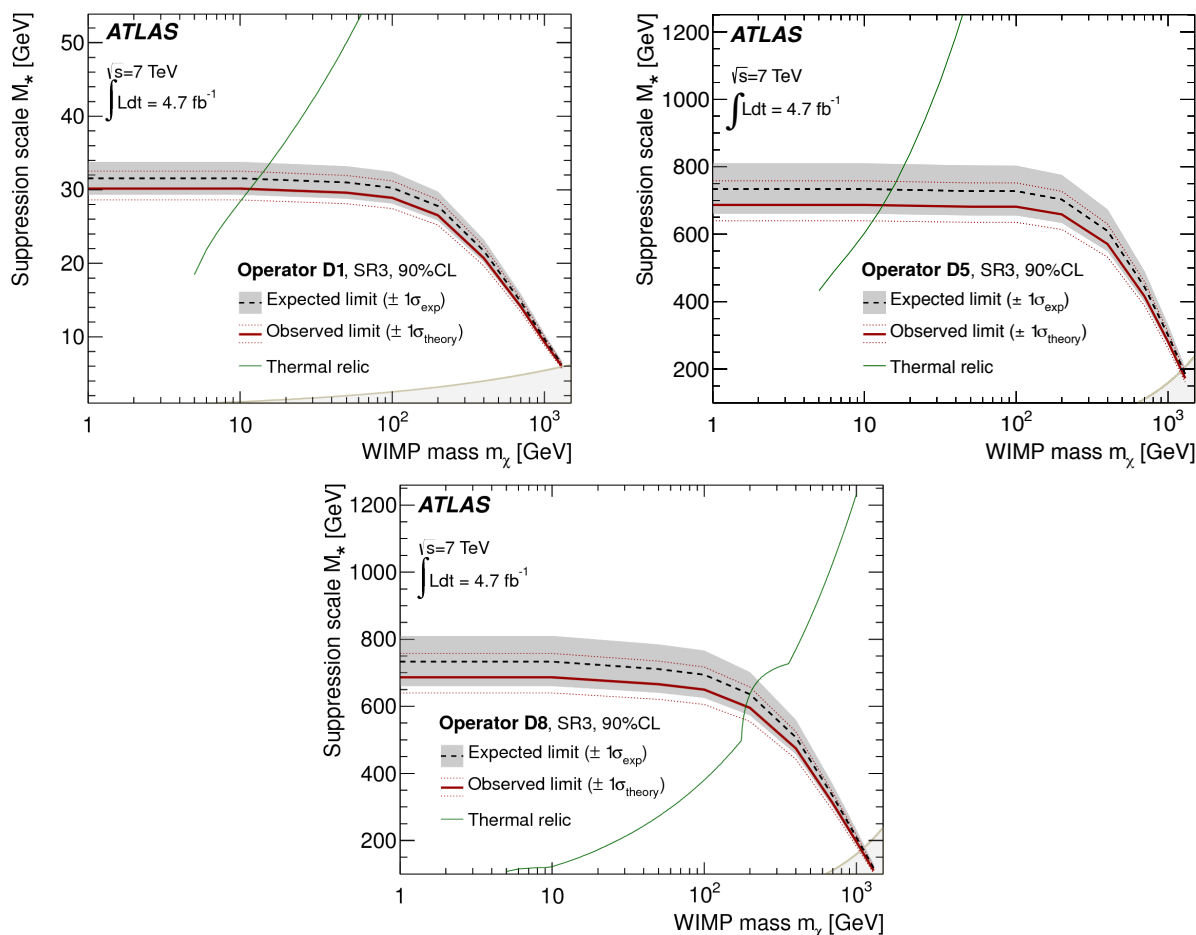 Suppression scale M★ [GeV]
50
40
30
20
10
ATLAS
√s=7 TeV
∫Ldt = 4.7 fb⁻¹
Operator D1, SR3, 90%CL
Expected limit (± 1σexp)
Observed limit (± 1σtheory)
Thermal relic
1 10 10² 10³
WIMP mass mχ [GeV]
Suppression scale M★ [GeV]
1200
1000
800
600
400
200
ATLAS
√s=7 TeV
∫Ldt = 4.7 fb⁻¹
Operator D5, SR3, 90%CL
Expected limit (± 1σexp)
Observed limit (± 1σtheory)
Thermal relic
1 10 10² 10³
WIMP mass mχ [GeV]
Suppression scale M★ [GeV]
1200
1000
800
600
400
200
ATLAS
√s=7 TeV
∫Ldt = 4.7 fb⁻¹
Operator D8, SR3, 90%CL
Expected limit (± 1σexp)
Observed limit (± 1σtheory)
Thermal relic
1 10 10² 10³
WIMP mass mχ [GeV]